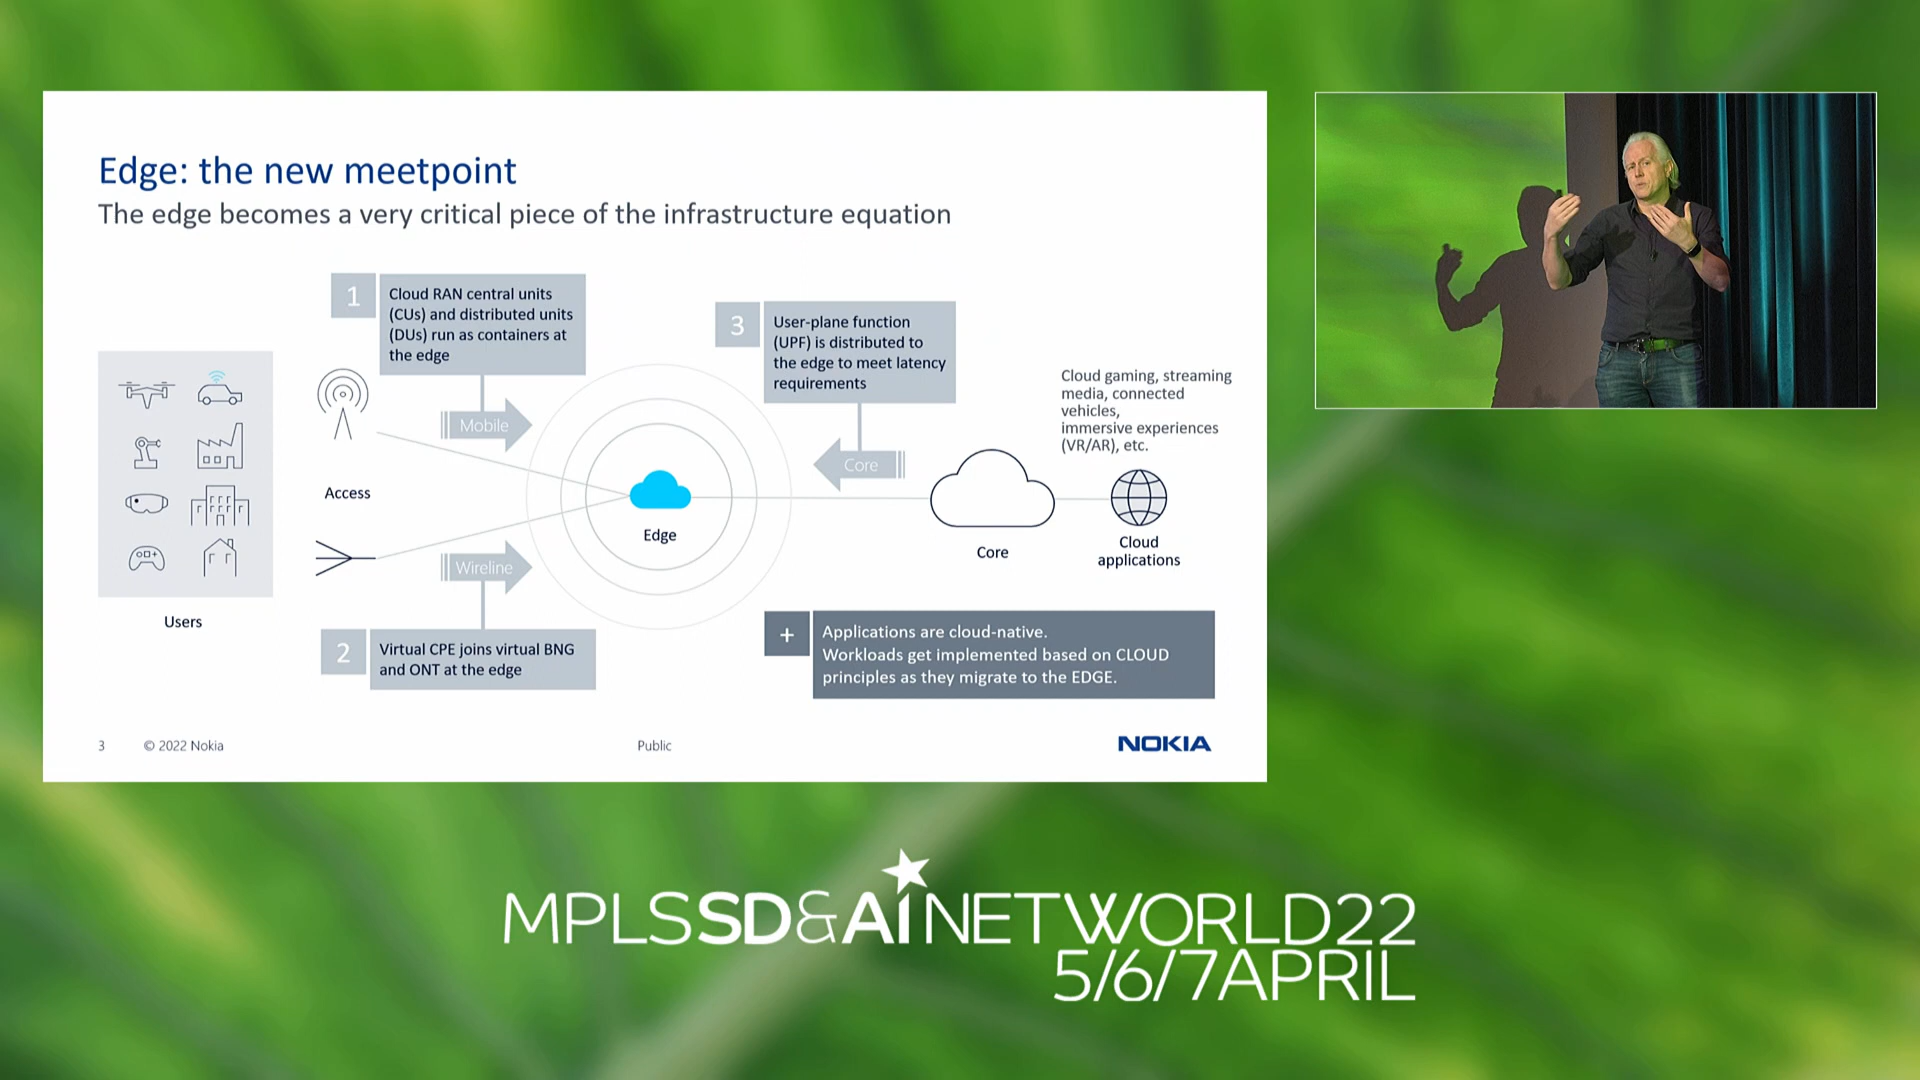 Edge: the new meetpoint
The edge becomes a very critical piece of the infrastructure equation
1
Cloud RAN central units
(CUs) and distributed units
(DUs) run as containers at
the edge
3
User-plane function
(UPF) is distributed to
the edge to meet latency
requirements
Cloud gaming, streaming
media, connected
vehicles,
immersive experiences
(VR/AR), etc.
Mobile
Core
Access
Edge
Core
Cloud
applications
Wireline
Users
2
Virtual CPE joins virtual BNG
and ONT at the edge
+
Applications are cloud-native.
Workloads get implemented based on CLOUD
principles as they migrate to the EDGE.
3
© 2022 Nokia
Public
NOKIA
MPLSSD&AINETWORLD22
5/6/7APRIL